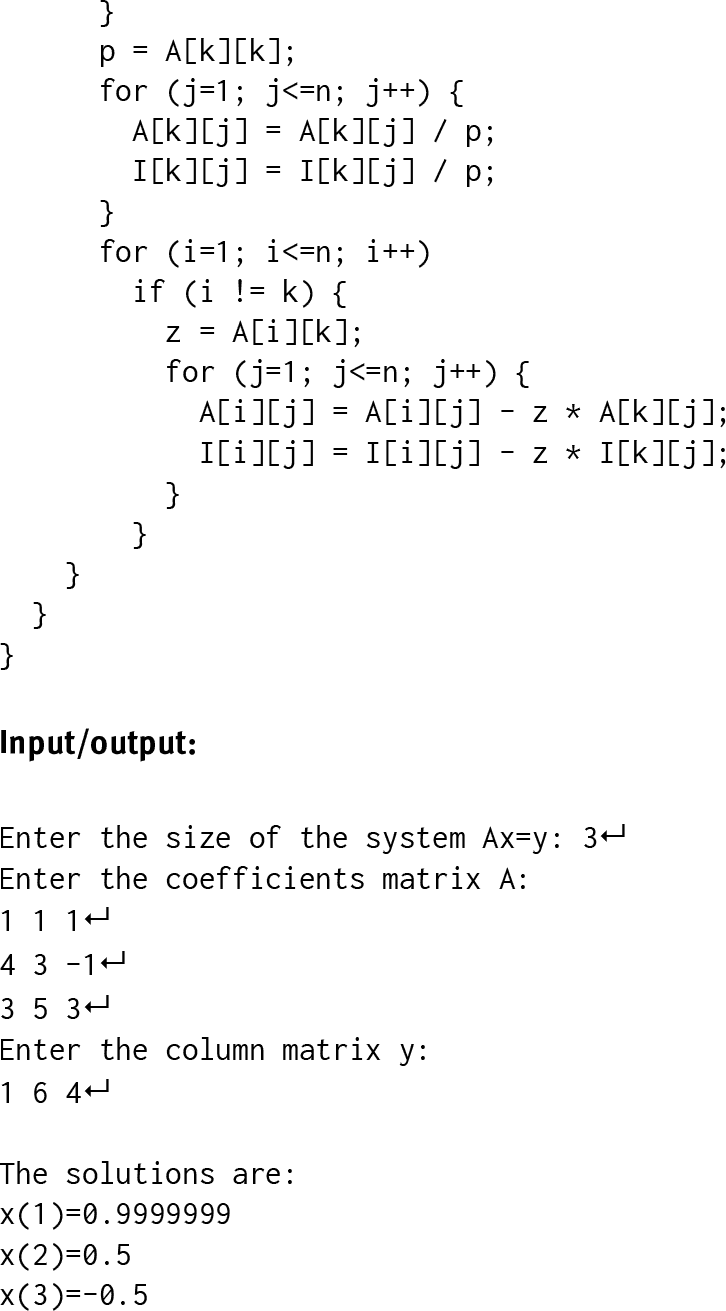 }
p = A[k][k];
for (j=1; j<=n; j++) {
A[k][j] = A[k][j] / p;
I[k][j] = I[k][j] / p;
}
for (i=1; i<=n; i++)
if (i != k) {
z = A[i][k];
for (j=1; j<=n; j++) {
A[i][j] = A[i][j] - z * A[k][j];
I[i][j] = I[i][j] - z * I[k][j];
}
}
}
}
}
Input/output:
Enter the size of the system Ax=y: 3↵
Enter the coefficients matrix A:
1 1 1↵
4 3 -1↵
3 5 3↵
Enter the column matrix y:
1 6 4↵
The solutions are:
x(1)=0.9999999
x(2)=0.5
x(3)=-0.5